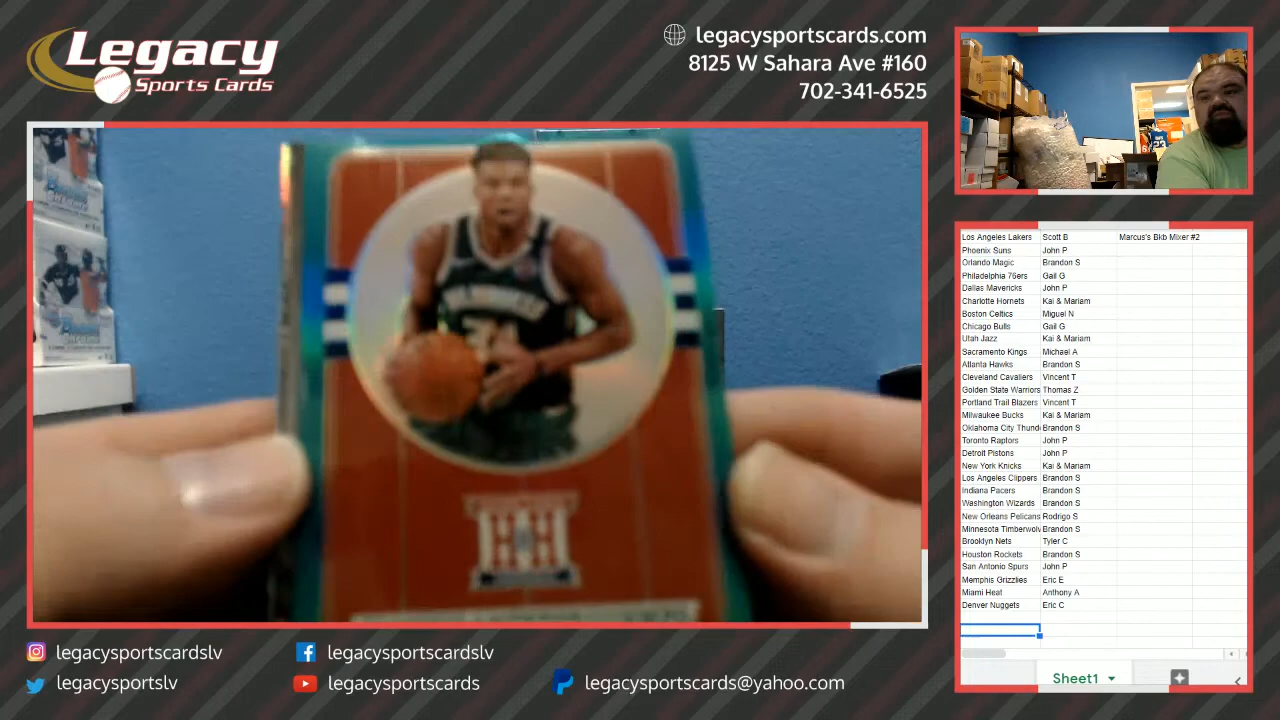 Legacy
Sports Cards
legacysportscards.com
8125 W Sahara Ave #160
702-341-6525
Los Angeles Lakers Scott B Marcus's Bkb Mixer #2
Phoenix Suns John P
Orlando Magic Brandon S
Philadelphia 76ers Gail G
Dallas Mavericks John P
Charlotte Hornets Kai & Mariam
Boston Celtics Miguel N
Chicago Bulls Gail G
Utah Jazz Kai & Mariam
Sacramento Kings Michael A
Atlanta Hawks Brandon S
Cleveland Cavaliers Vincent T
Golden State Warriors Thomas Z
Portland Trail Blazers Vincent T
Milwaukee Bucks Kai & Mariam
Oklahoma City Thund Brandon S
Toronto Raptors John P
Detroit Pistons John P
New York Knicks Kai & Mariam
Los Angeles Clippers Brandon S
Indiana Pacers Brandon S
Washington Wizards Brandon S
New Orleans Pelicans Rodrigo S
Minnesota Timberwolv Brandon S
Brooklyn Nets Tyler C
Houston Rockets Brandon S
San Antonio Spurs John P
Memphis Grizzlies Eric E
Miami Heat Anthony A
Denver Nuggets Eric C
Sheet1
legacysportscardslv
legacysportscardslv
legacysportslv
legacysportscards
legacysportscards@yahoo.com